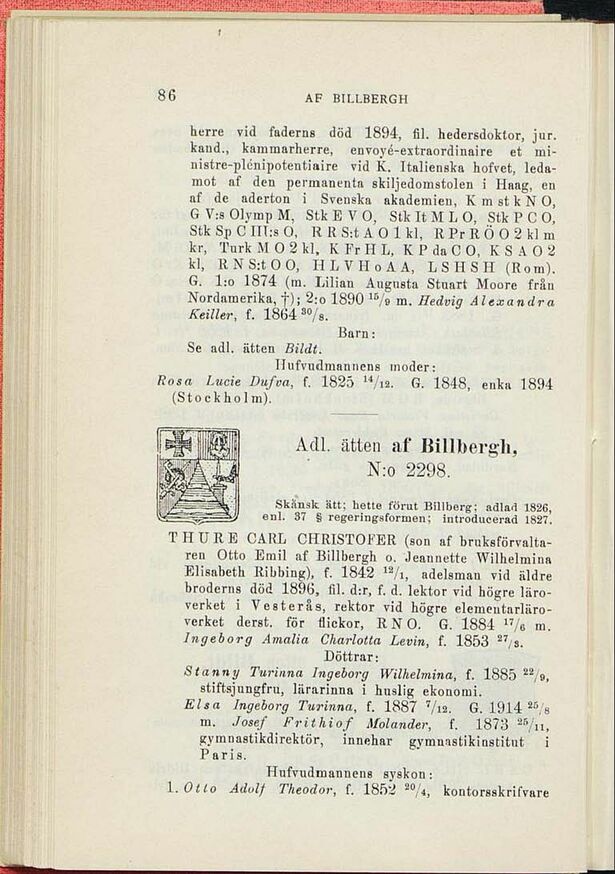 86
AF BILLBERGH
herre vid faderns död 1894, fil. hedersdoktor, jur.
kand., kammarherre, envoyé-extraordinaire et mi-
nistre-plénipotentiaire vid K. Italienska hofvet, leda-
mot af den permanenta skiljedomstolen i Haag, en
af de aderton i Svenska akademien, K m st k N O,
G V:s Olymp M, Stk E V O, Stk It M L O, Stk P C O,
Stk Sp C III:s O, R R S:t A O 1 kl, R Pr R Ö O 2 kl m
kr, Turk M O 2 kl, K Fr H L, K P da C O, K S A O 2
kl, R N S:t O O, H L V H o A A, L S H S H (Rom).
G. 1:o 1874 (m. Lilian Augusta Stuart Moore från
Nordamerika, †); 2:o 1890 15/9 m. Hedvig Alexandra
Keiller, f. 1864 30/8.
Barn:
Se adl. ätten Bildt.
Hufvudmannens moder:
Rosa Lucie Dufva, f. 1825 14/12. G. 1848, enka 1894
(Stockholm).
Adl. ätten af Billbergh,
N:o 2298.
Skånsk ätt; hette förut Billberg; adlad 1826,
enl. 37 § regeringsformen; introducerad 1827.
THURE CARL CHRISTOFER (son af bruksförvalta-
ren Otto Emil af Billbergh o. Jeannette Wilhelmina
Elisabeth Ribbing), f. 1842 12/1, adelsman vid äldre
broderns död 1896, fil. d:r, f. d. lektor vid högre läro-
verket i Vesterås, rektor vid högre elementarläro-
verket derst. för flickor, R N O. G. 1884 17/6 m.
Ingeborg Amalia Charlotta Levin, f. 1853 27/8.
Döttrar:
Stanny Turinna Ingeborg Wilhelmina, f. 1885 22/9,
stiftsjungfru, lärarinna i huslig ekonomi.
Elsa Ingeborg Turinna, f. 1887 7/12. G. 1914 25/8
m. Josef Frithiof Molander, f. 1873 25/11,
gymnastikdirektör, innehar gymnastikinstitut i
Paris.
Hufvudmannens syskon:
1. Otto Adolf Theodor, f. 1852 20/4, kontorsskrifvare